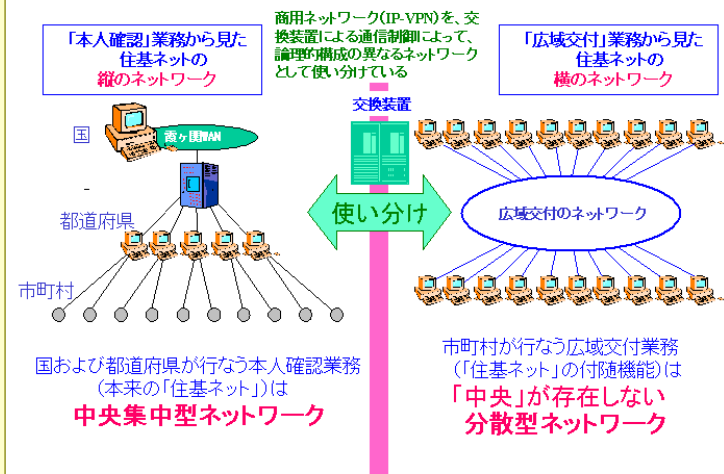 「本人確認」業務から見た
住基ネットの
縦のネットワーク
商用ネットワーク(IP-VPN)を、交
換装置による通信制御によって、
論理的構成の異なるネットワーク
として使い分けている
「広域交付」業務から見た
住基ネットの
横のネットワーク
交換装置
国
霞ヶ関WAN
都道府県
市町村
使い分け
広域交付のネットワーク
国および都道府県が行なう本人確認業務
(本来の「住基ネット」)は
中央集中型ネットワーク
市町村が行なう広域交付業務
(「住基ネット」の付随機能)は
「中央」が存在しない
分散型ネットワーク